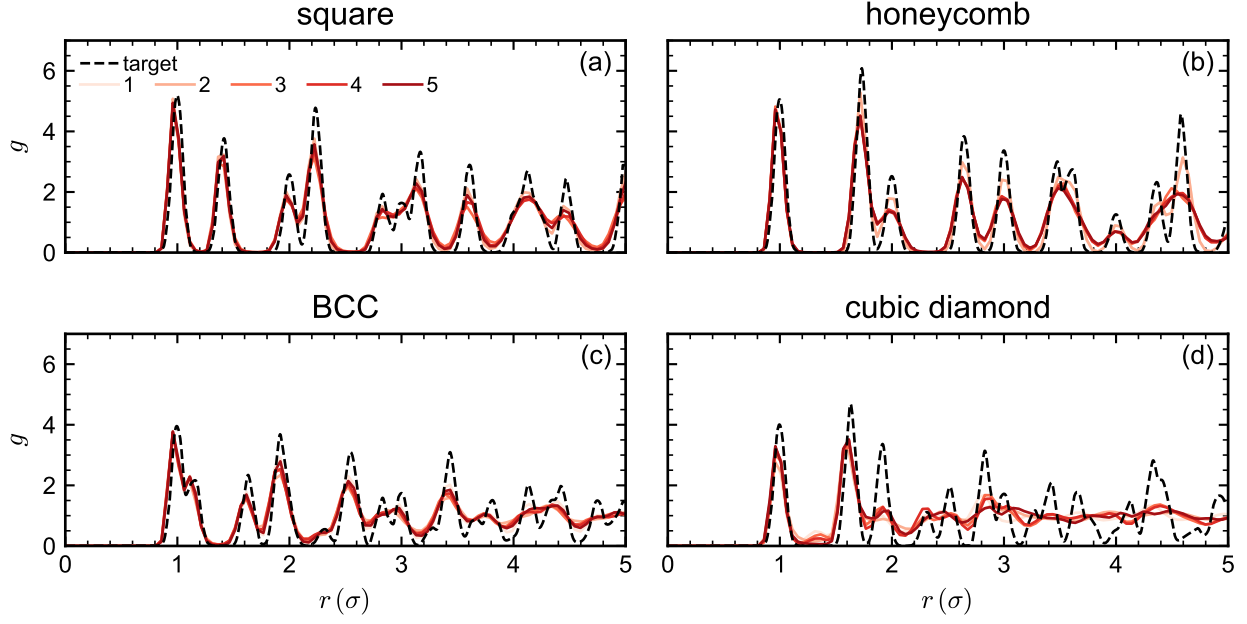 square
honeycomb
6
target
(a)
(b)
1 2 3 4 5
4
g
2
0
BCC
cubic diamond
(c)
(d)
6
4
g
2
0
0 1 2 3 4 5 0 1 2 3 4 5
r (σ)
r (σ)